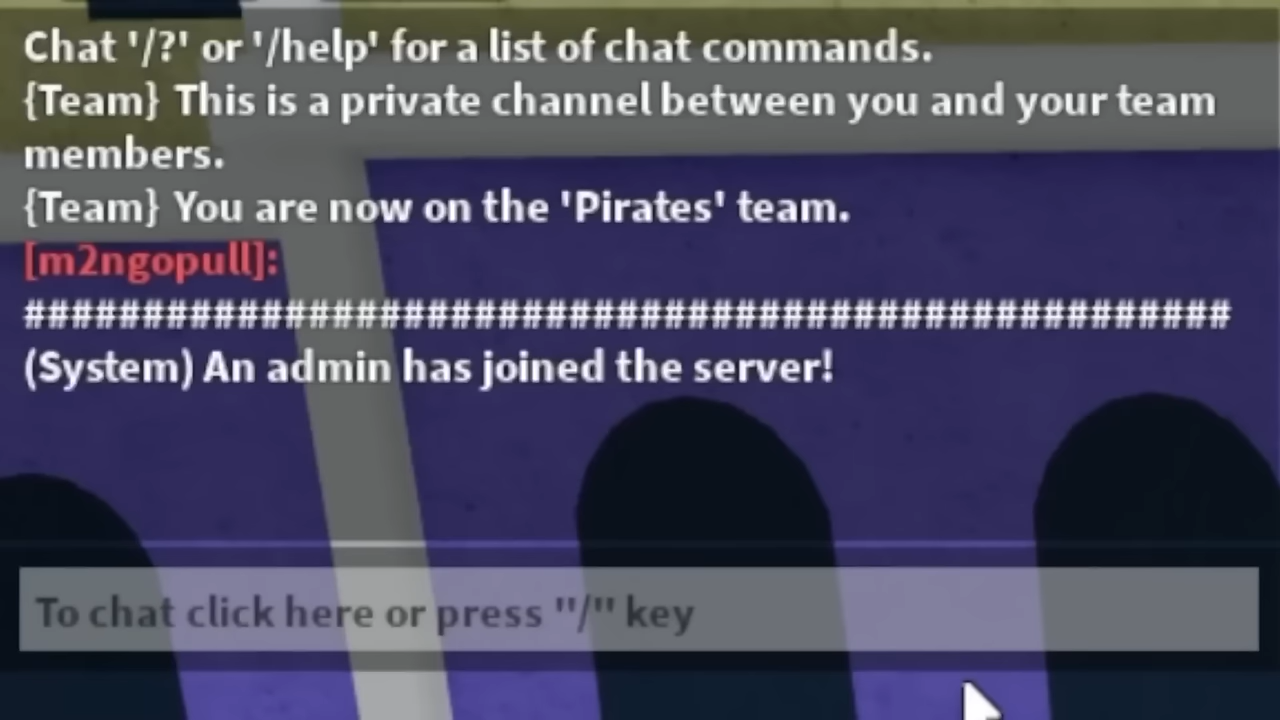 Chat '/?' or '/help' for a list of chat commands.
{Team} This is a private channel between you and your team
members.
{Team} You are now on the 'Pirates' team.
[m2ngopull]:
###################################################
(System) An admin has joined the server!
To chat click here or press "/" key